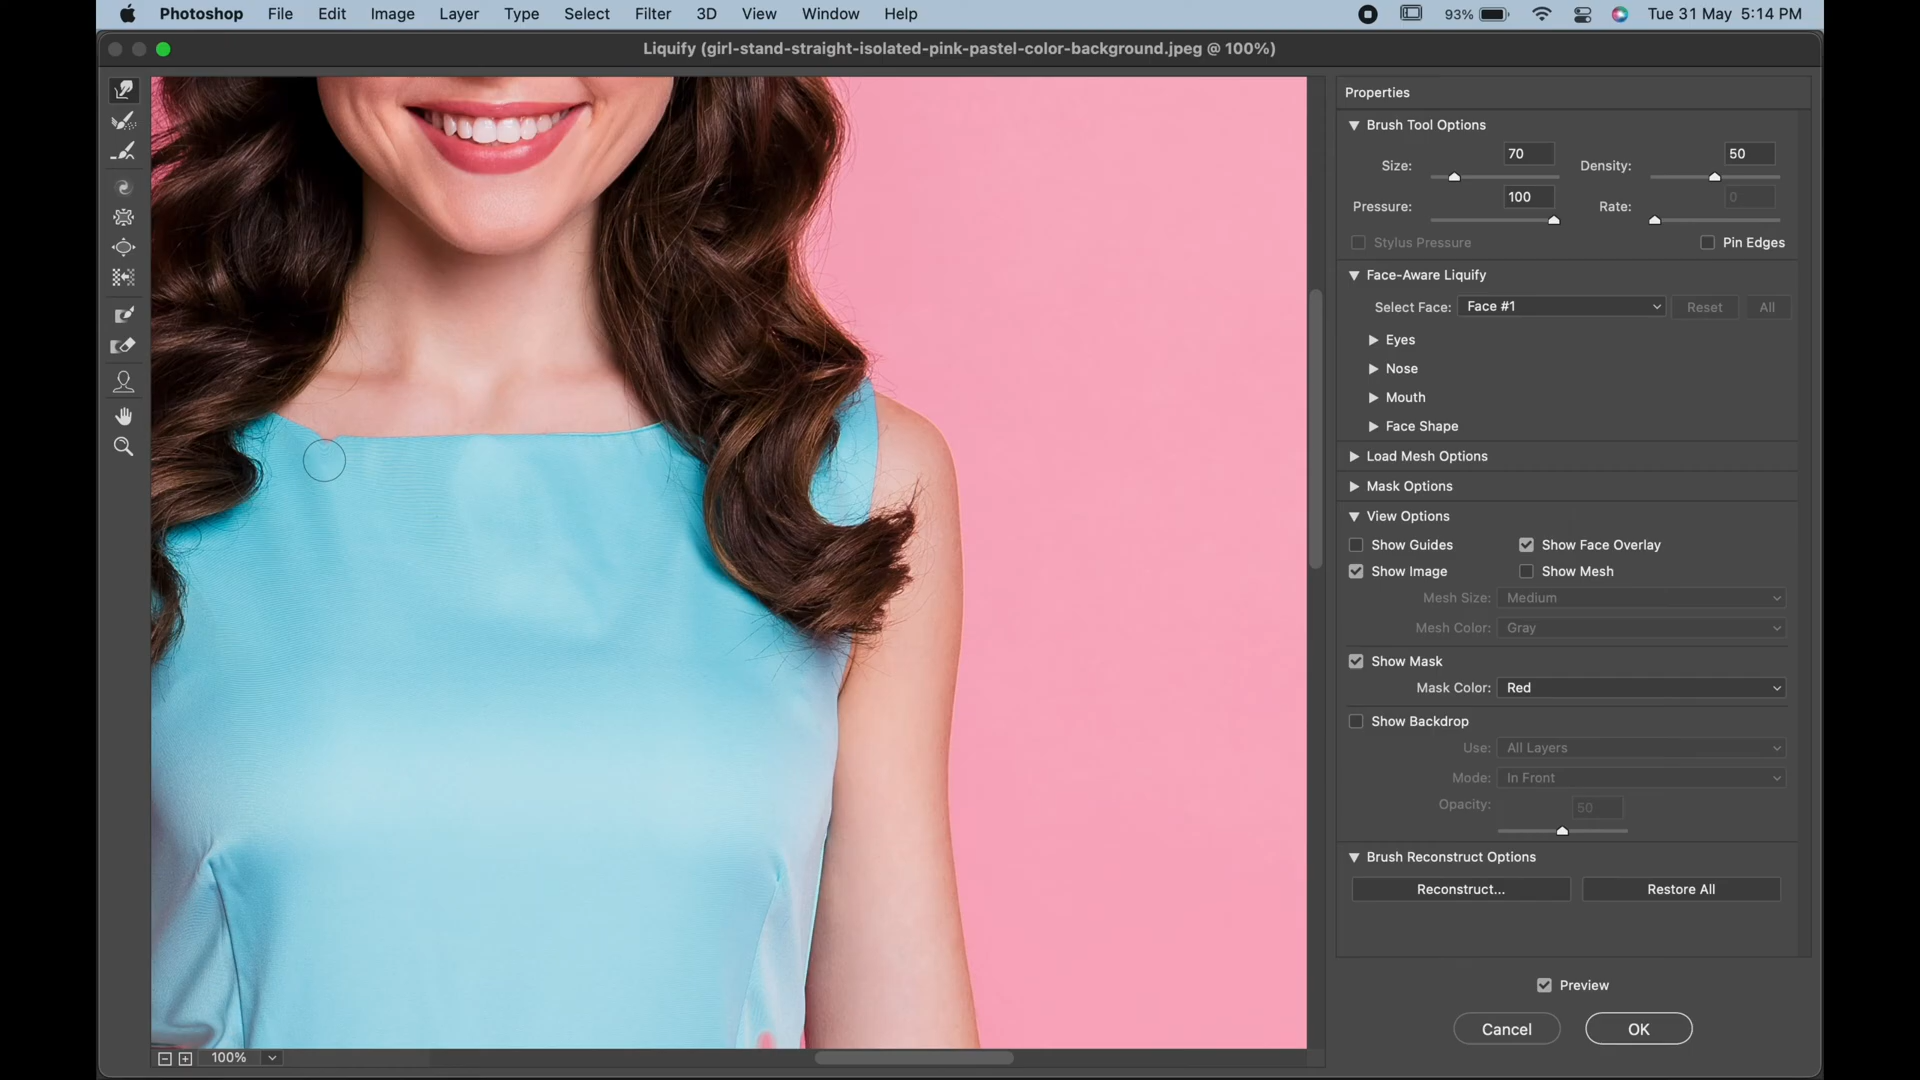 Photoshop File Edit Image Layer Type Select Filter 3D View Window Help 93% Tue 31 May 5:14 PM
Liquify (girl-stand-straight-isolated-pink-pastel-color-background.jpeg @ 100%)
Properties
Brush Tool Options
Size: 70 Density: 50
Pressure: 100 Rate: 0
Stylus Pressure Pin Edges
Face-Aware Liquify
Select Face: Face #1 Reset All
Eyes
Nose
Mouth
Face Shape
Load Mesh Options
Mask Options
View Options
Show Guides Show Face Overlay
Show Image Show Mesh
Mesh Size: Medium
Mesh Color: Gray
Show Mask
Mask Color: Red
Show Backdrop
Use: All Layers
Mode: In Front
Opacity: 50
Brush Reconstruct Options
Reconstruct... Restore All
Preview
Cancel OK
100%